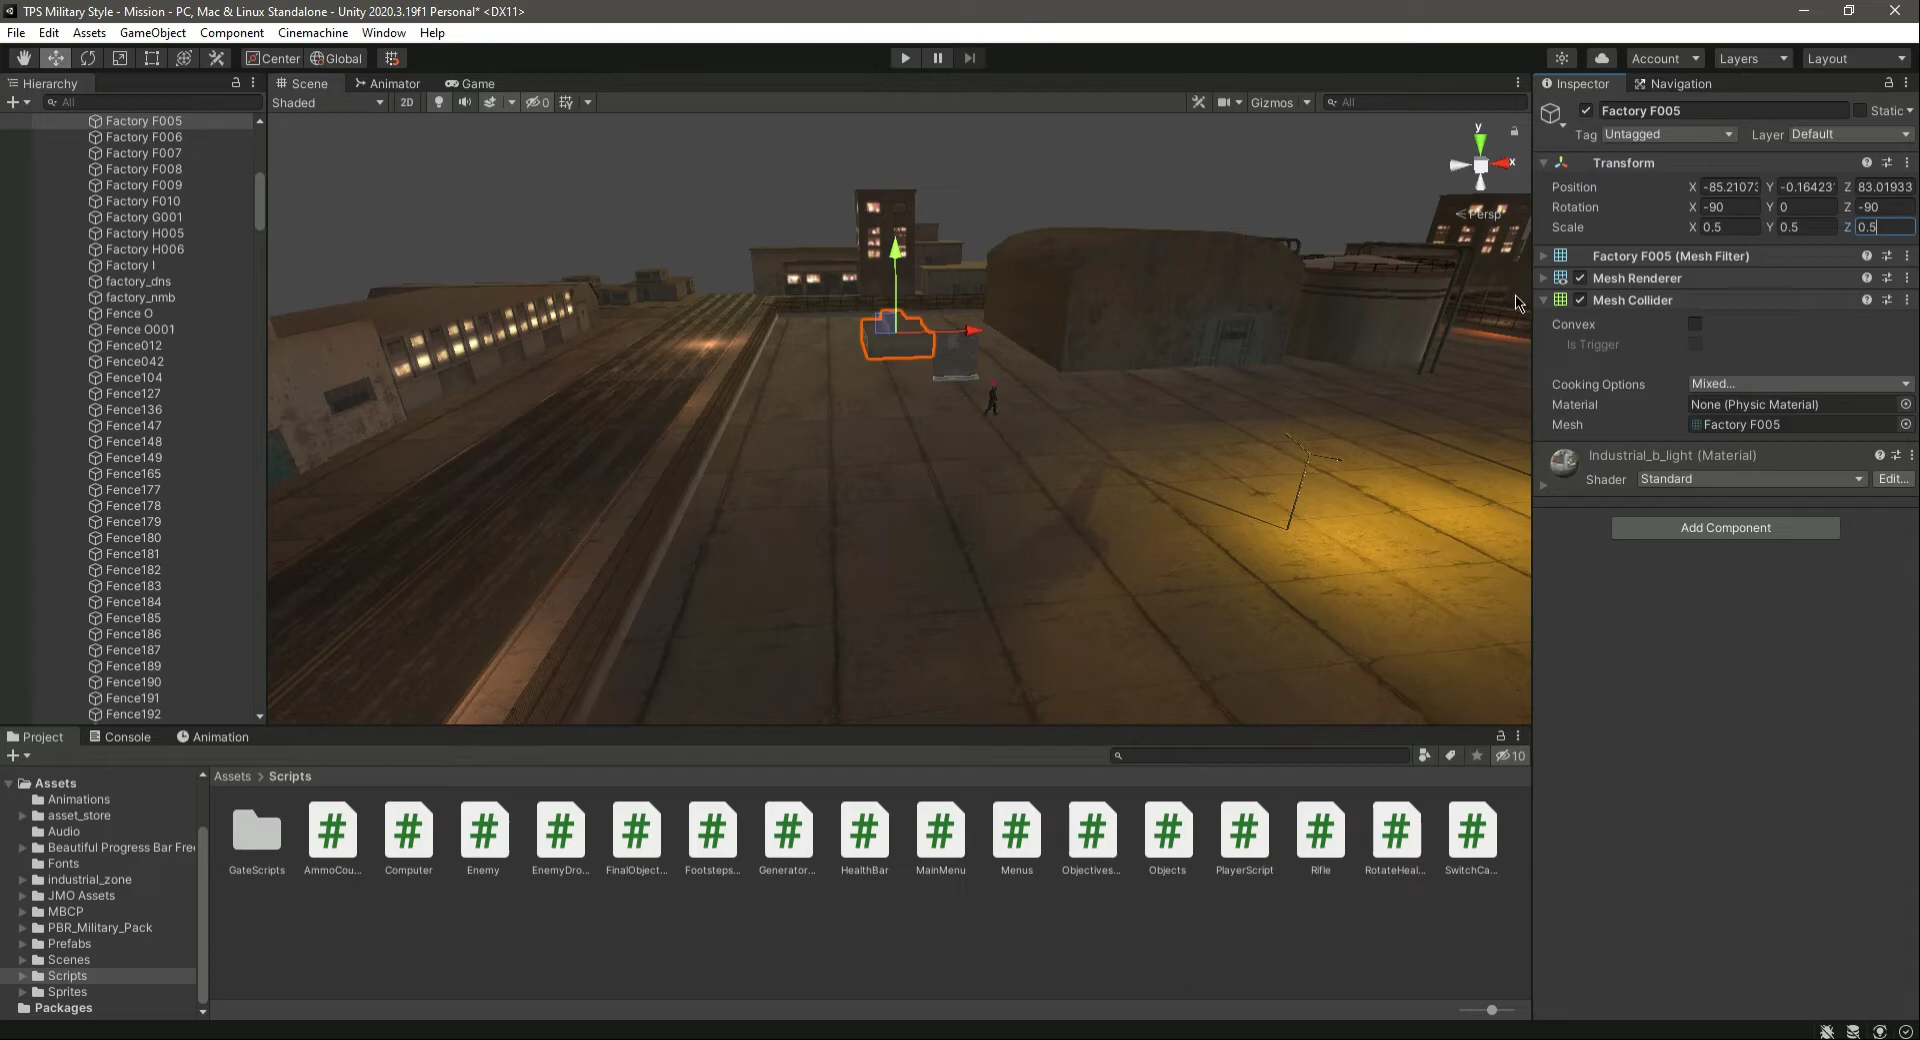 TPS Military Style - Mission - PC, Mac & Linux Standalone - Unity 2020.3.19f1 Personal* <DX11>
File Edit Assets GameObject Component Cinemachine Window Help
Center Global
Account Layers Layout
Hierarchy
All
Factory F005
Factory F006
Factory F007
Factory F008
Factory F009
Factory F010
Factory G001
Factory H005
Factory H006
Factory I
factory_dns
factory_nmb
Fence O
Fence O001
Fence012
Fence042
Fence104
Fence127
Fence136
Fence147
Fence148
Fence149
Fence165
Fence177
Fence178
Fence179
Fence180
Fence181
Fence182
Fence183
Fence184
Fence185
Fence186
Fence187
Fence189
Fence190
Fence191
Fence192
Scene Animator Game
Shaded 2D 0 Gizmos All
y
x
Persp
Inspector Navigation
Factory F005 Static
Tag Untagged Layer Default
Transform
Position X -85.2107 Y -0.16423 Z 83.01933
Rotation X -90 Y 0 Z -90
Scale X 0.5 Y 0.5 Z 0.5
Factory F005 (Mesh Filter)
Mesh Renderer
Mesh Collider
Convex
Is Trigger
Cooking Options Mixed...
Material None (Physic Material)
Mesh Factory F005
Industrial_b_light (Material)
Shader Standard Edit...
Add Component
Project Console Animation
10
Assets
Animations
asset_store
Audio
Beautiful Progress Bar Fre
Fonts
industrial_zone
JMO Assets
MBCP
PBR_Military_Pack
Prefabs
Scenes
Scripts
Sprites
Packages
Assets > Scripts
GateScripts AmmoCou... Computer Enemy EnemyDro... FinalObject... Footsteps... Generator... HealthBar MainMenu Menus Objectives... Objects PlayerScript Rifle RotateHeal... SwitchCa...